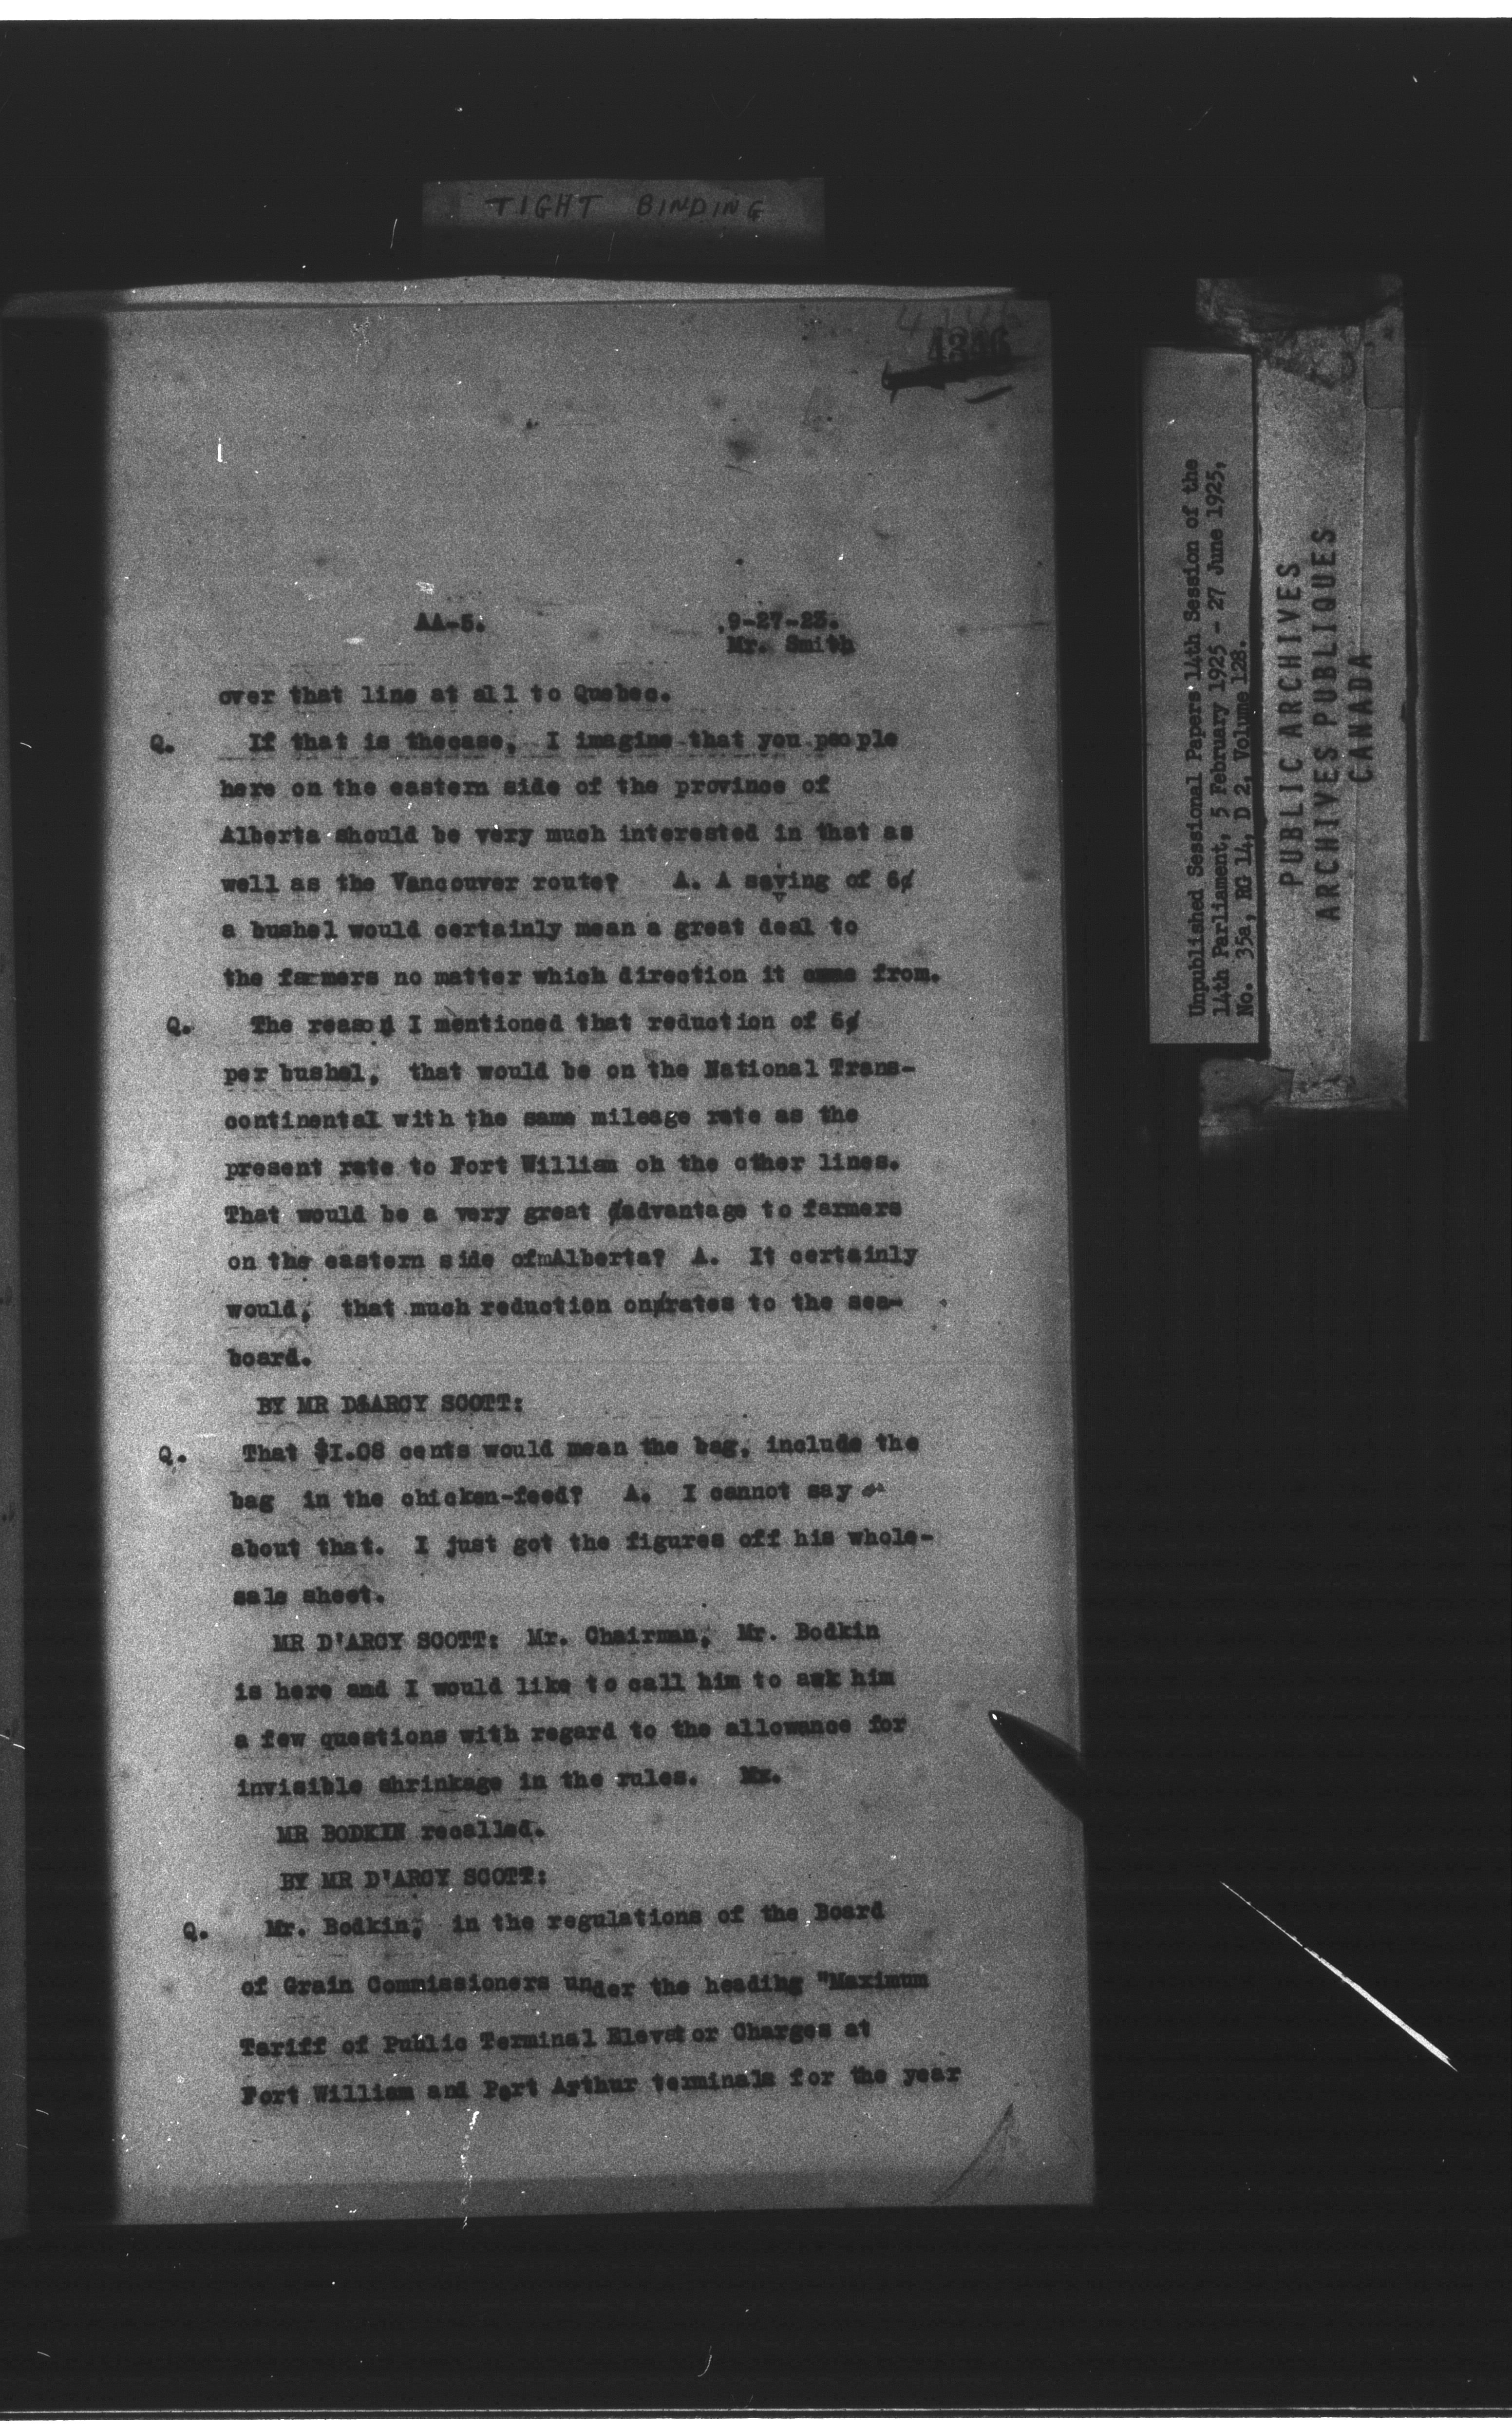 TIGHT BINDING
4346
AA-5.
9-27-23.
Mr. Smith
over that line at all to Quebec.
Q. If that is thecase, I imagine that you people
here on the eastern side of the province of
Alberta should be very much interested in that as
well as the Vancouver route? A. A saving of 6¢
a bushel would certainly mean a great deal to
the farmers no matter which direction it came from.
Q. The reason I mentioned that reduction of 6¢
per bushel, that would be on the National Trans-
continental with the same mileage rate as the
present rate to Fort William oh the other lines.
That would be a very great advantage to farmers
on the eastern side ofmAlberta? A. It certainly
would, that much reduction on rates to the sea-
board.
BY MR D&ARCY SCOTT:
Q. That $1.08 cents would mean the bag, include the
bag in the chicken-feed? A. I cannot say
about that. I just got the figures off his whole-
sale sheet.
MR D'ARCY SCOTT: Mr. Chairman, Mr. Bodkin
is here and I would like to call him to ask him
a few questions with regard to the allowance for
invisible shrinkage in the rules. Mr.
MR BODKIN recalled.
BY MR D'ARCY SCOTT:
Q. Mr. Bodkin, in the regulations of the Board
of Grain Commissioners under the heading "Maximum
Tariff of Public Terminal Elevator Charges at
Fort William and Port Arthur terminals for the year
Unpublished Sessional Papers 14th Session of the
14th Parliament, 5 February 1925 - 27 June 1925,
No. 35a, RG 14, D 2, Volume 128.
PUBLIC ARCHIVES
ARCHIVES PUBLIQUES
CANADA